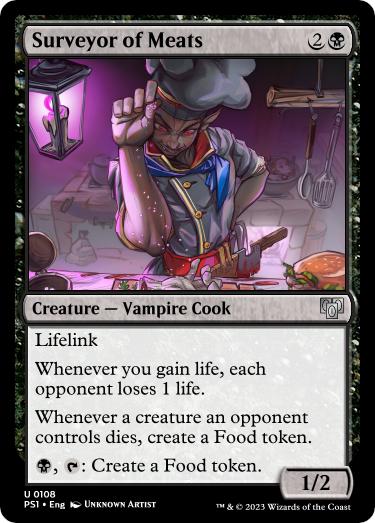 Surveyor of Meats 2
Creature — Vampire Cook
Lifelink
Whenever you gain life, each
opponent loses 1 life.
Whenever a creature an opponent
controls dies, create a Food token.
, : Create a Food token.
1/2
U 0108
PS1 • Eng Unknown Artist
™ & © 2023 Wizards of the Coast